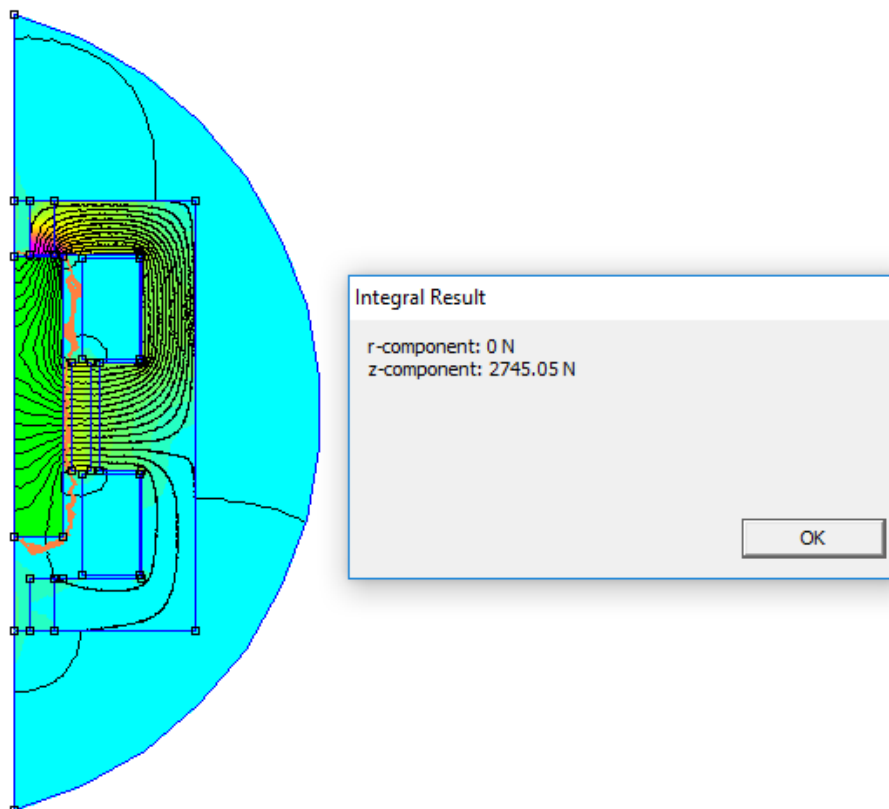 Integral Result
r-component: 0 N
z-component: 2745.05 N
OK